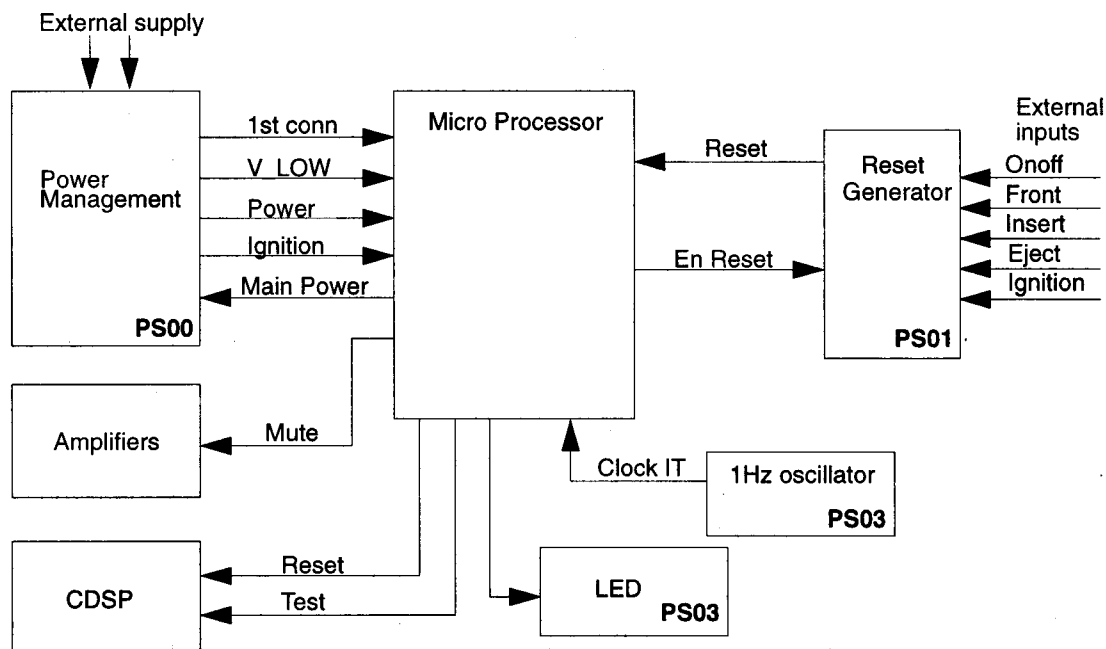 External supply
Power
Management
PS00
1st conn
V_LOW
Power
Ignition
Main Power
Micro Processor
Reset
En Reset
Reset
Generator
PS01
External
inputs
Onoff
Front
Insert
Eject
Ignition
Amplifiers
Mute
Clock IT
1Hz oscillator
PS03
CDSP
Reset
Test
LED
PS03